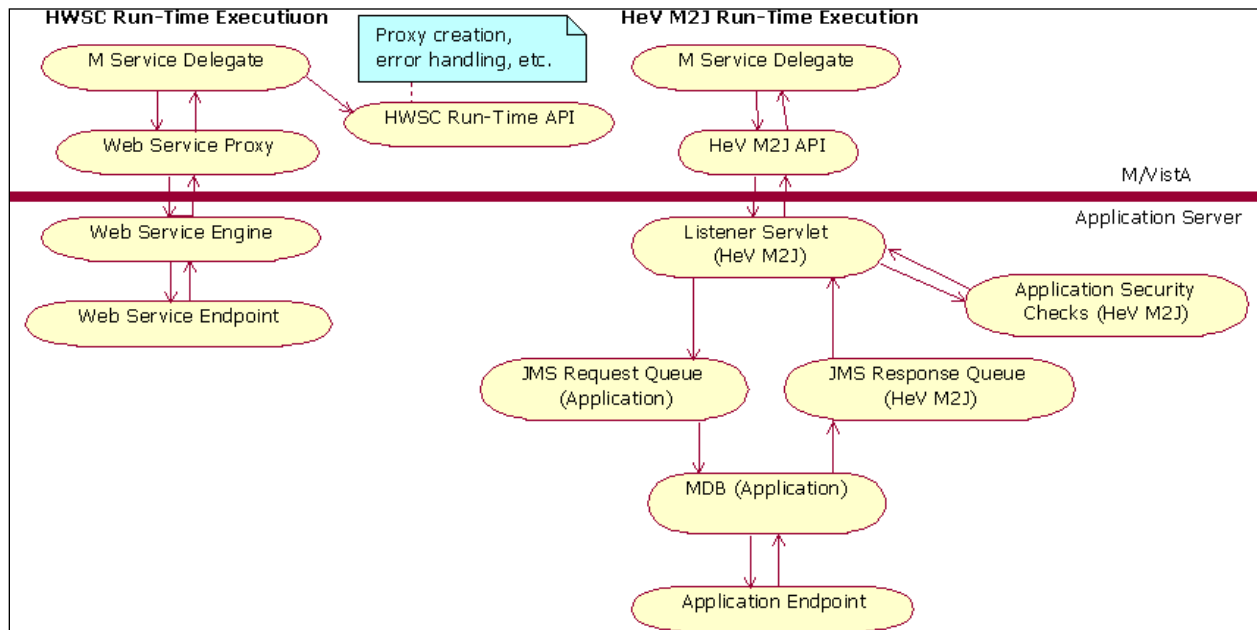 HWSC Run-Time Executiuon
HeV M2J Run-Time Execution
Proxy creation,
error handling, etc.
M Service Delegate
HWSC Run-Time API
Web Service Proxy
M Service Delegate
HeV M2J API
M/VistA
Application Server
Web Service Engine
Web Service Endpoint
Listener Servlet
(HeV M2J)
Application Security
Checks (HeV M2J)
JMS Request Queue
(Application)
JMS Response Queue
(HeV M2J)
MDB (Application)
Application Endpoint